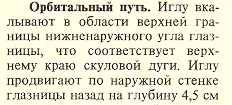 Орбитальный путь. Иглу вка-
лывают в области верхней гра-
ницы нижненаружного угла глаз-
ницы, что соответствует верх-
нему краю скуловой дуги. Иглу
продвигают по наружной стенке
глазницы назад на глубину 4,5 см